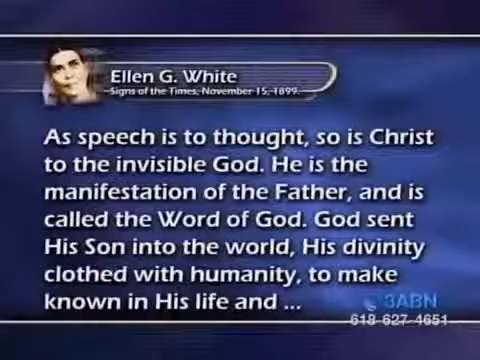 Ellen G. White
Signs of the Times, November 15, 1899.
As speech is to thought, so is Christ
to the invisible God. He is the
manifestation of the Father, and is
called the Word of God. God sent
His Son into the world, His divinity
clothed with humanity, to make
known in His life and ...
3ABN
618-627-4651